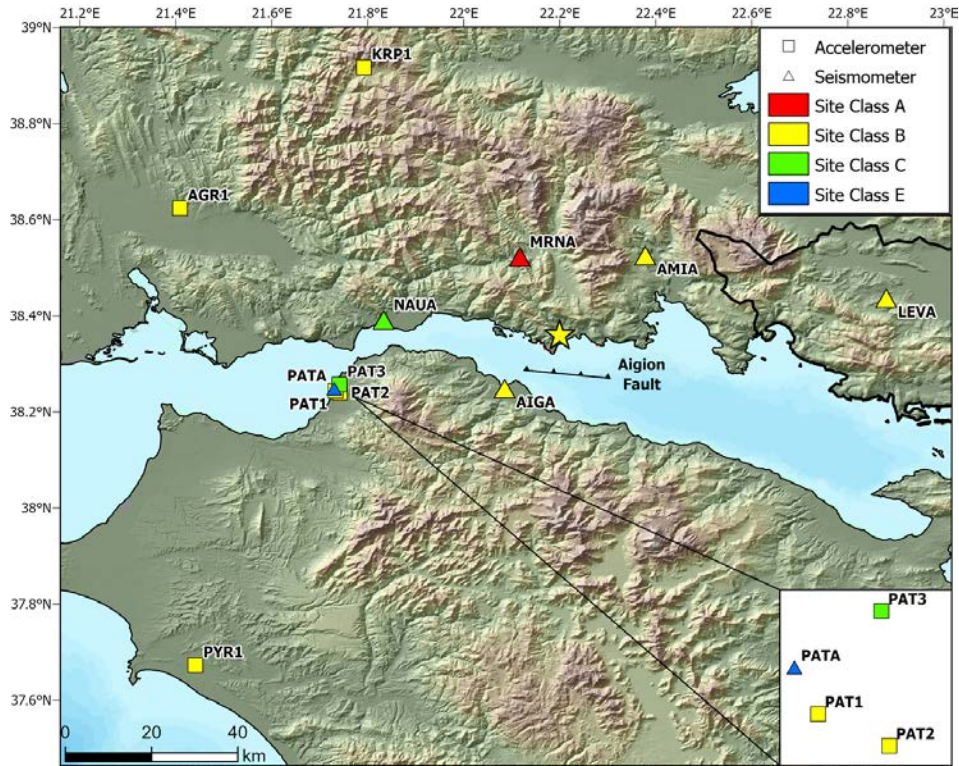 21.2°E 21.4° 21.6° 21.8° 22° 22.2° 22.4° 22.6° 22.8° 23°E
39°N
38.8°
38.6°
38.4°
38.2°
38°N
37.8°
37.6°
Accelerometer
Seismometer
Site Class A
Site Class B
Site Class C
Site Class E
KRP1
AGR1
MRNA
AMIA
NAUA
LEVA
PATA
PAT3
PAT1
PAT2
Aigion
Fault
AIGA
PYR1
0 20 40
km
PAT3
PATA
PAT1
PAT2